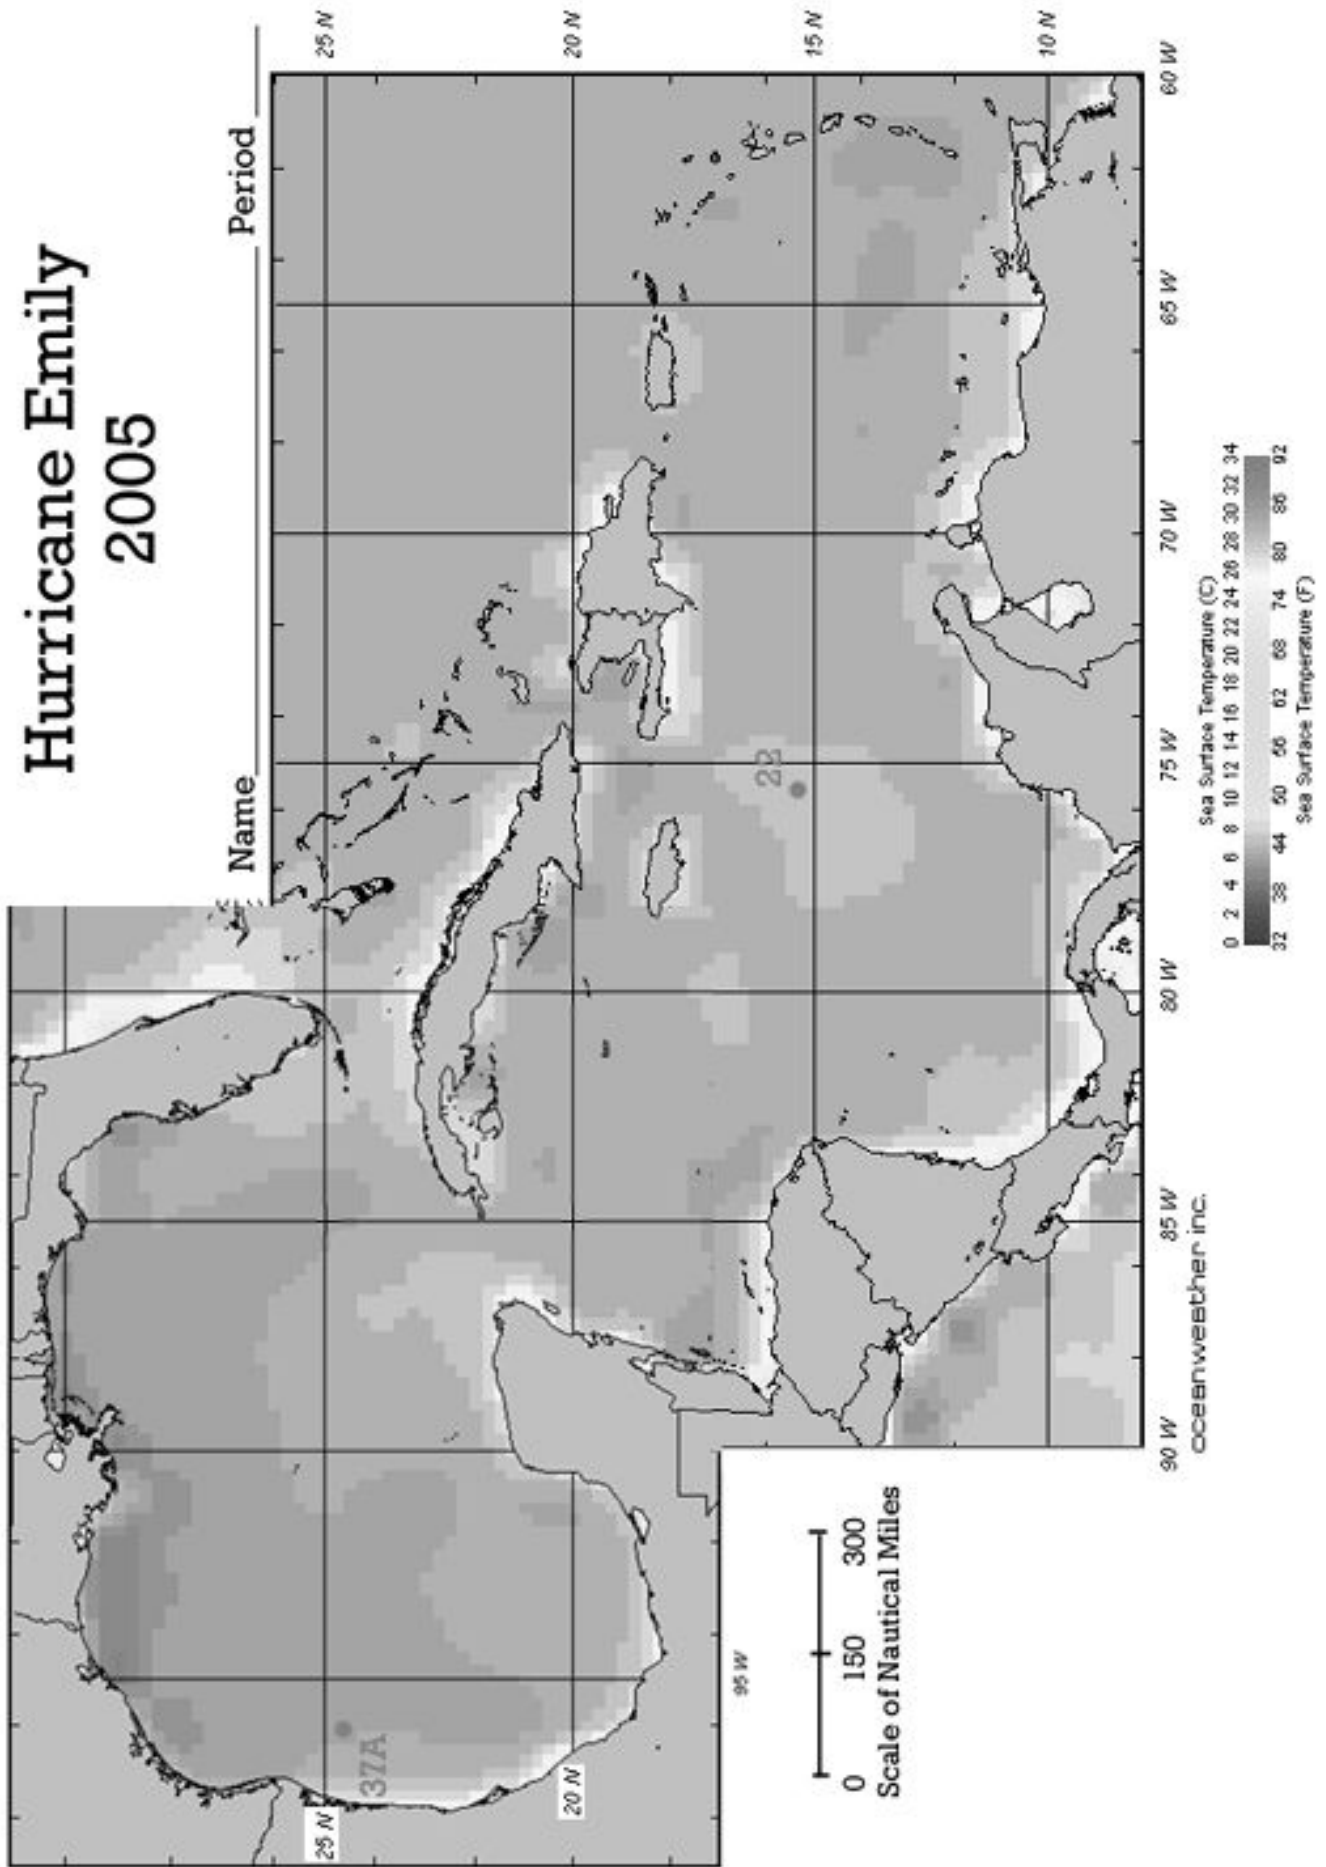 Hurricane Emily
2005
Name
Period
25 N
20 N
15 N
10 N
60 W
65 W
70 W
75 W
80 W
85 W
90 W
95 W
25 N
20 N
22
37A
0 150 300
Scale of Nautical Miles
oceanweather inc.
Sea Surface Temperature (C)
0 2 4 6 8 10 12 14 16 18 20 22 24 26 28 30 32 34
32 38 44 50 56 62 68 74 80 86 92
Sea Surface Temperature (F)